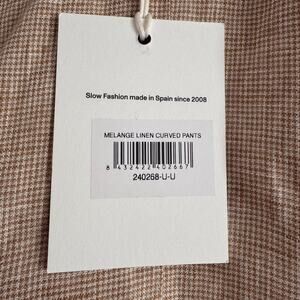 Slow Fashion made in Spain since 2008
MELANGE LINEN CURVED PANTS
8 432422 402667
240268-U-U